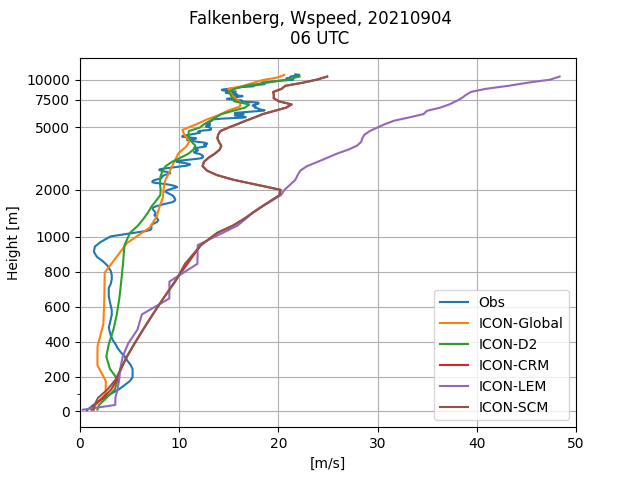 Falkenberg, Wspeed, 20210904
06 UTC
10000
7500
5000
2000
1000
800
600
400
200
0
Height [m]
Obs
ICON-Global
ICON-D2
ICON-CRM
ICON-LEM
ICON-SCM
0 10 20 30 40 50
[m/s]